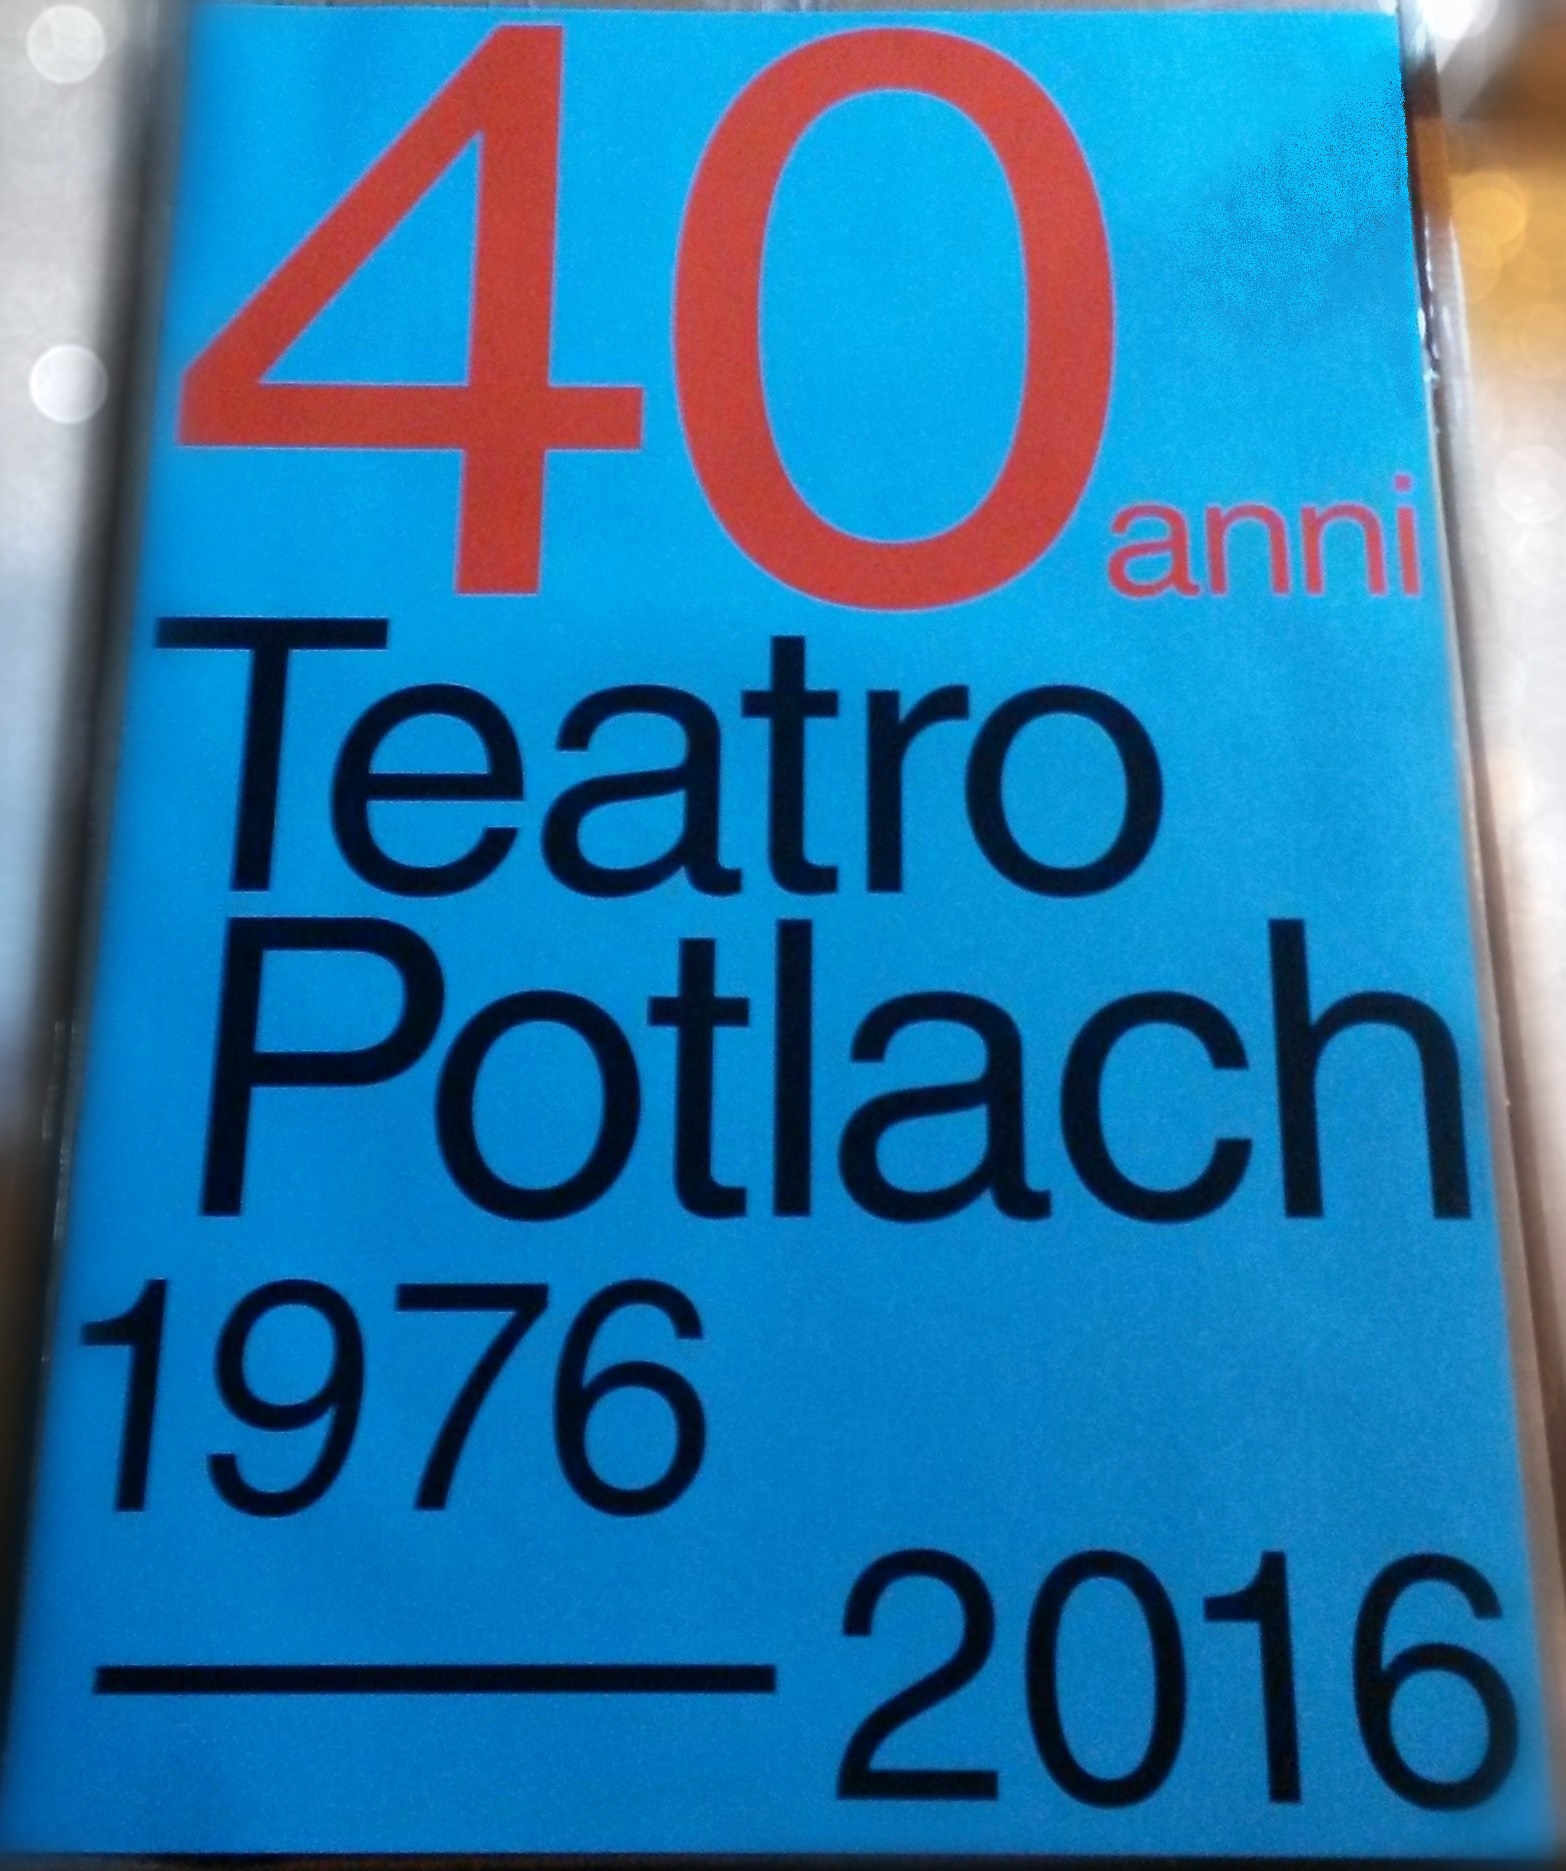 40 anni
Teatro
Potlach
1976
— 2016